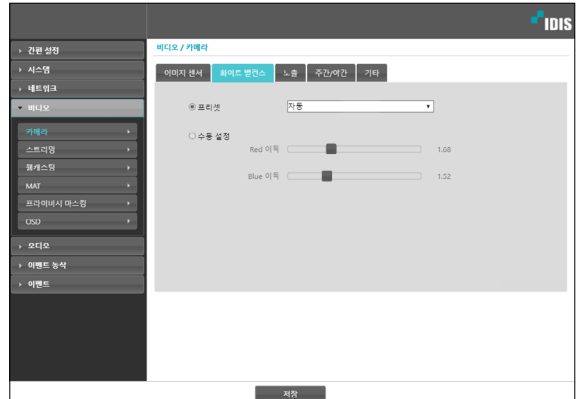 IDIS
간편 설정
시스템
네트워크
비디오
카메라
스트리밍
웹캐스팅
MAT
프라이버시 마스킹
OSD
오디오
이벤트 동작
이벤트
비디오 / 카메라
이미지 센서 화이트 밸런스 노출 주간/야간 기타
프리셋 자동
수동 설정
Red 이득 1.68
Blue 이득 1.52
저장